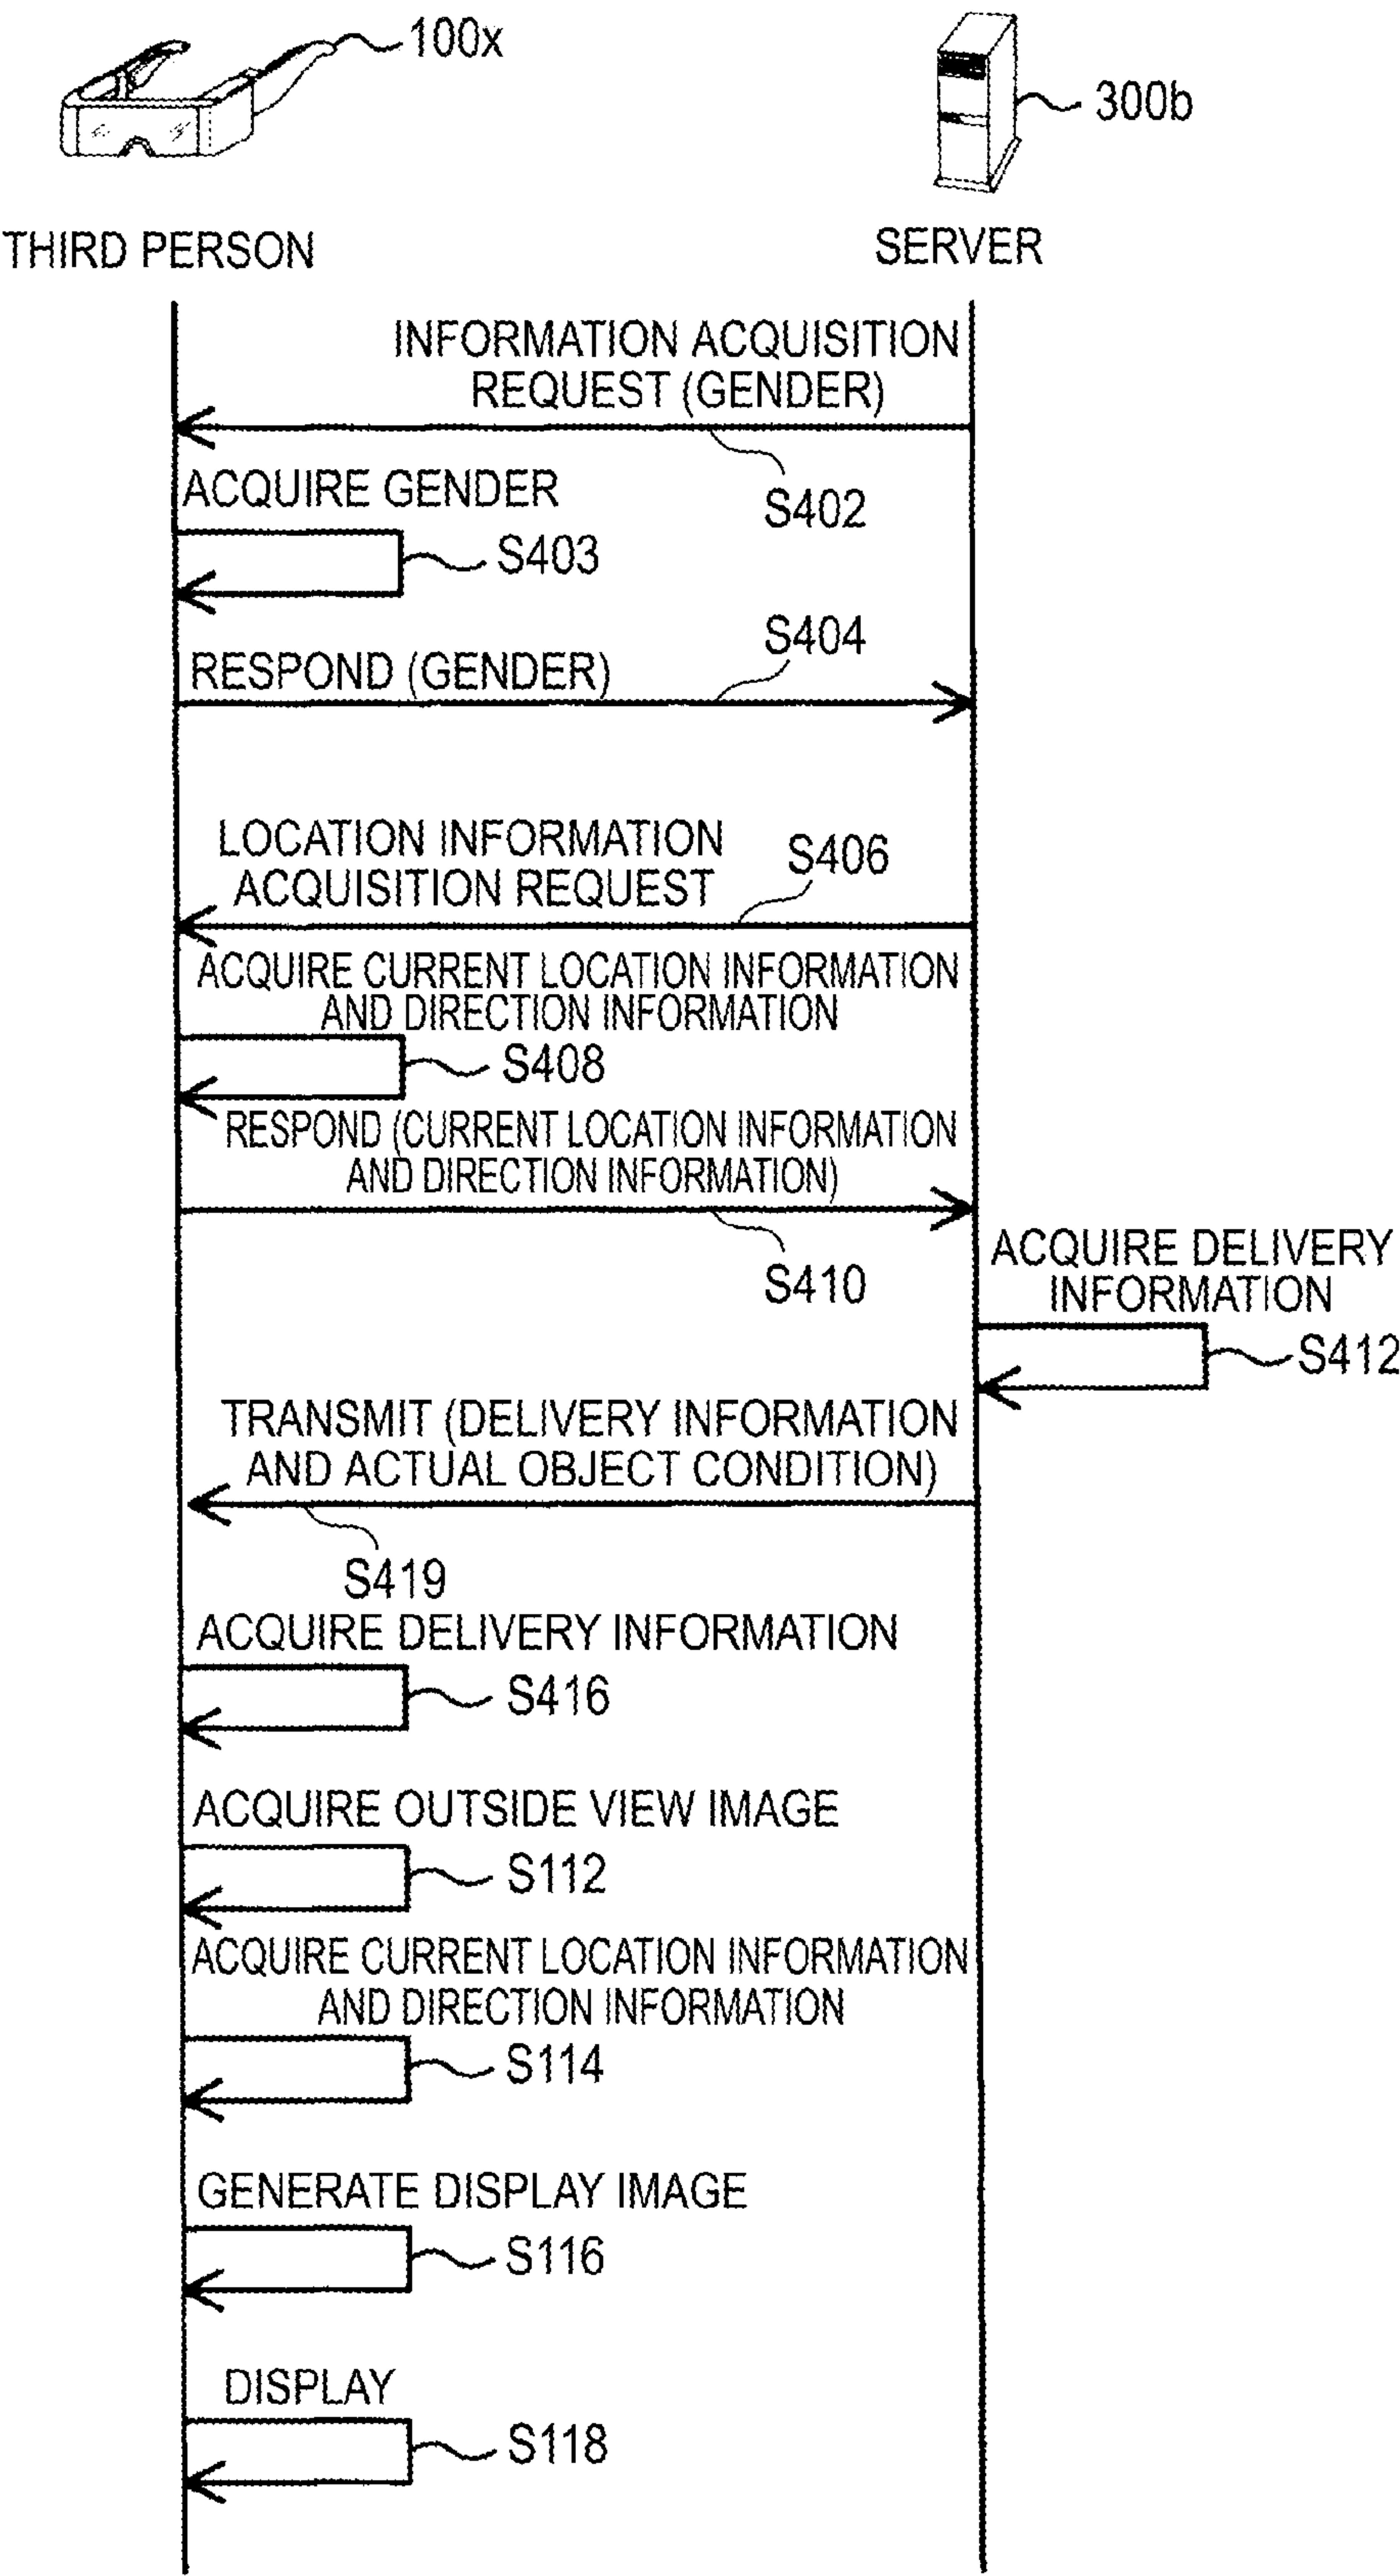 100x
300b
THIRD PERSON
SERVER
INFORMATION ACQUISITION
REQUEST (GENDER)
S402
ACQUIRE GENDER
S403
S404
RESPOND (GENDER)
LOCATION INFORMATION
ACQUISITION REQUEST
S406
ACQUIRE CURRENT LOCATION INFORMATION
AND DIRECTION INFORMATION
S408
RESPOND (CURRENT LOCATION INFORMATION
AND DIRECTION INFORMATION)
S410
ACQUIRE DELIVERY
INFORMATION
S412
TRANSMIT (DELIVERY INFORMATION
AND ACTUAL OBJECT CONDITION)
S419
ACQUIRE DELIVERY INFORMATION
S416
ACQUIRE OUTSIDE VIEW IMAGE
S112
ACQUIRE CURRENT LOCATION INFORMATION
AND DIRECTION INFORMATION
S114
GENERATE DISPLAY IMAGE
S116
DISPLAY
S118